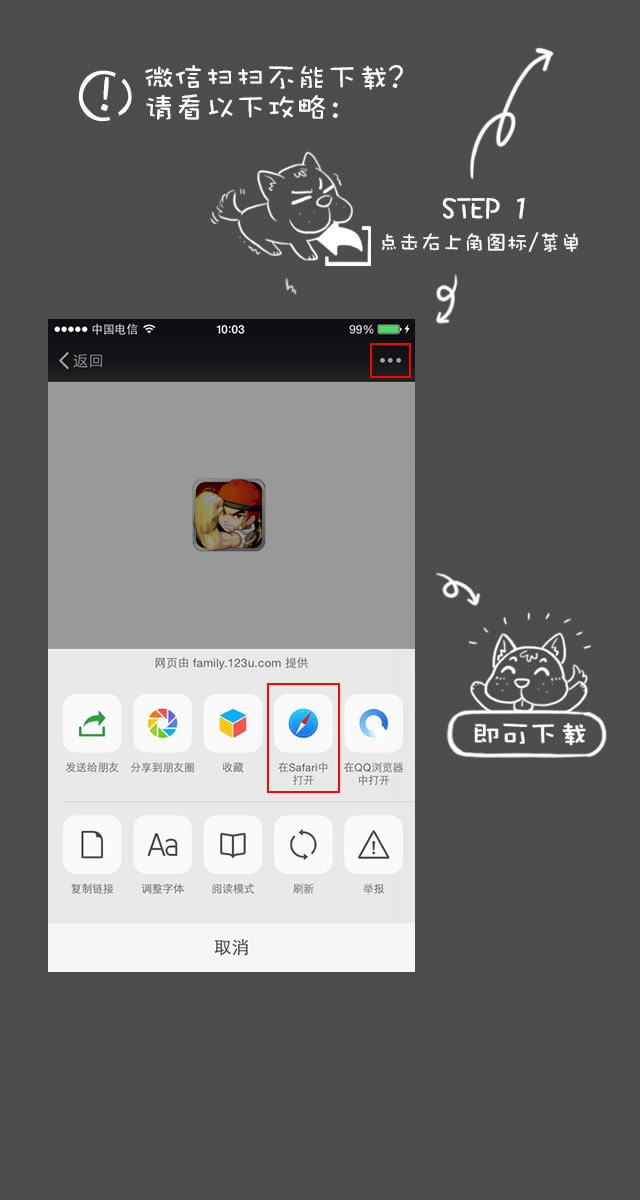 微信扫扫不能下载?
请看以下攻略:
STEP 1
点击右上角图标/菜单
中国电信
10:03
99%
返回
网页由 family.123u.com 提供
发送给朋友
分享到朋友圈
收藏
在Safari中
打开
在QQ浏览器
中打开
即可下载
复制链接
Aa
调整字体
阅读模式
刷新
举报
取消